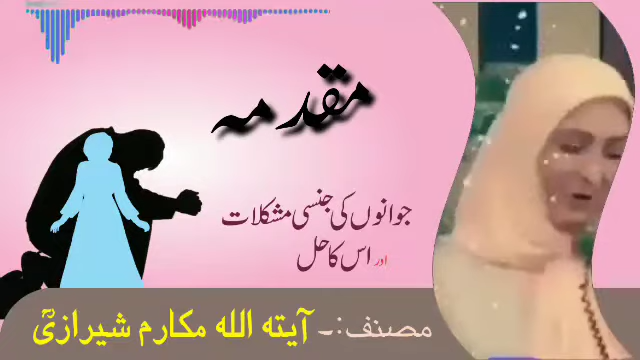 مقدمہ
جوانوں کی جنسی مشکلات
اور اس کا حل
مصنف:۔ آیتہ اللہ مکارم شیرازیؒ